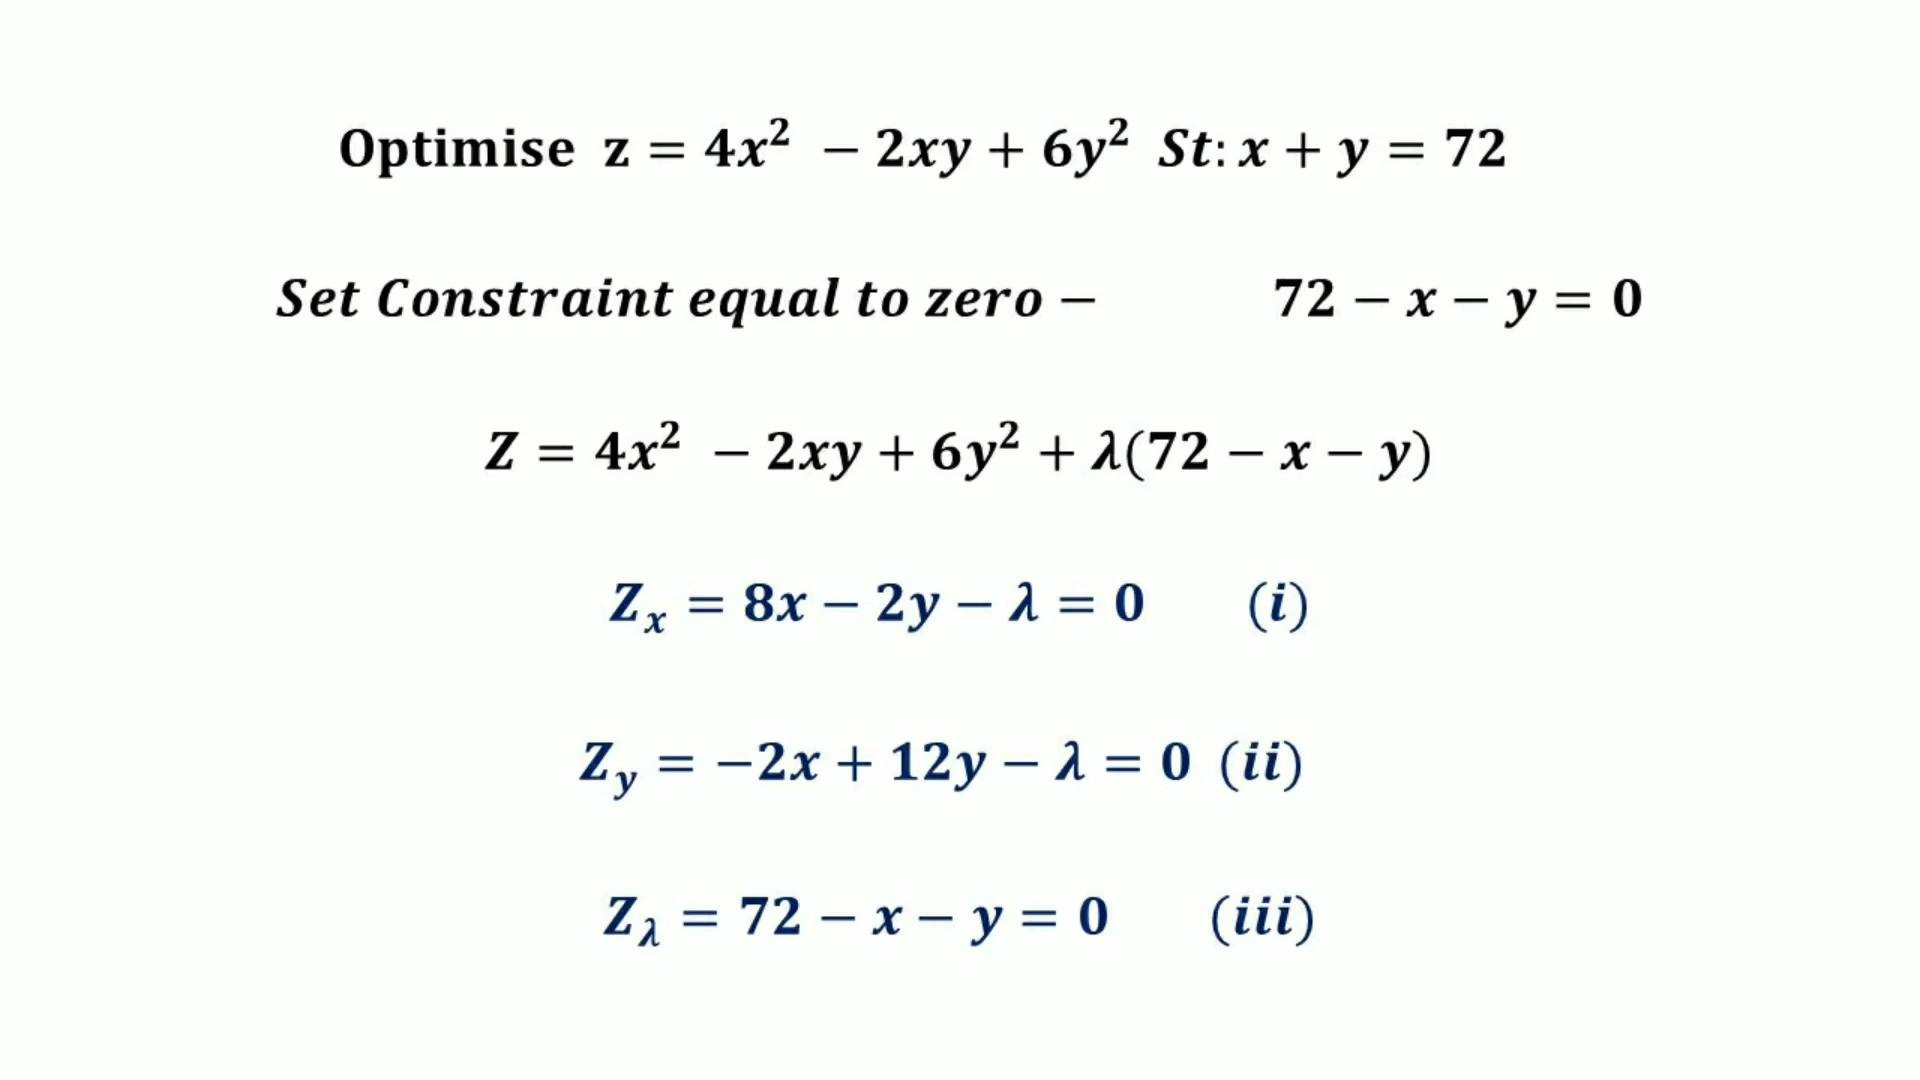 Optimise z = 4x² − 2xy + 6y² St: x + y = 72
Set Constraint equal to zero − 72 − x − y = 0
Z = 4x² − 2xy + 6y² + λ(72 − x − y)
Zₓ = 8x − 2y − λ = 0 (i)
Z_y = −2x + 12y − λ = 0 (ii)
Z_λ = 72 − x − y = 0 (iii)